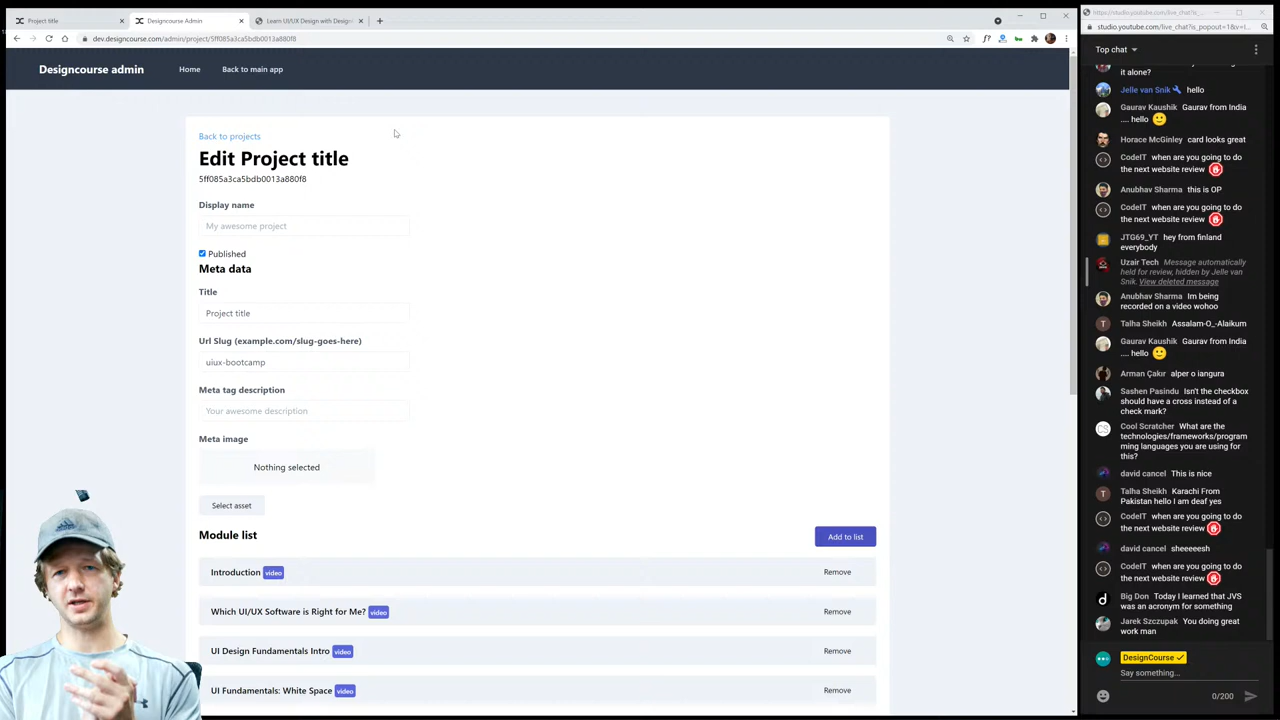 Project title
Designcourse Admin
Learn UI/UX Design with Design
dev.designcourse.com/admin/project/5ff085a3ca5bdb0013a880f8
Designcourse admin
Home
Back to main app
Back to projects
Edit Project title
5ff085a3ca5bdb0013a880f8
Display name
My awesome project
Published
Meta data
Title
Project title
Url Slug (example.com/slug-goes-here)
uiux-bootcamp
Meta tag description
Your awesome description
Meta image
Nothing selected
Select asset
Module list
Add to list
Introduction video
Remove
Which UI/UX Software is Right for Me? video
Remove
UI Design Fundamentals Intro video
Remove
UI Fundamentals: White Space video
Remove
https://studio.youtube.com/live_chat?is_popout=1&v=l...
studio.youtube.com/live_chat?is_popout=1&v=l...
Top chat
it alone?
Jelle van Snik hello
Gaurav Kaushik Gaurav from India
.... hello
Horace McGinley card looks great
CodeIT when are you going to do
the next website review
Anubhav Sharma this is OP
CodeIT when are you going to do
the next website review
JTG69_YT hey from finland
everybody
Uzair Tech Message automatically
held for review, hidden by Jelle van
Snik. View deleted message
Anubhav Sharma Im being
recorded on a video wohoo
Talha Sheikh Assalam-O_-Alaikum
Gaurav Kaushik Gaurav from India
.... hello
Arman Çakır alper o iangura
Sashen Pasindu Isn't the checkbox
should have a cross instead of a
check mark?
Cool Scratcher What are the
technologies/frameworks/program
ming languages you are using for
this?
david cancel This is nice
Talha Sheikh Karachi From
Pakistan hello I am deaf yes
CodeIT when are you going to do
the next website review
david cancel sheeeeesh
CodeIT when are you going to do
the next website review
Big Don Today I learned that JVS
was an acronym for something
Jarek Szczupak You doing great
work man
DesignCourse
Say something...
0/200